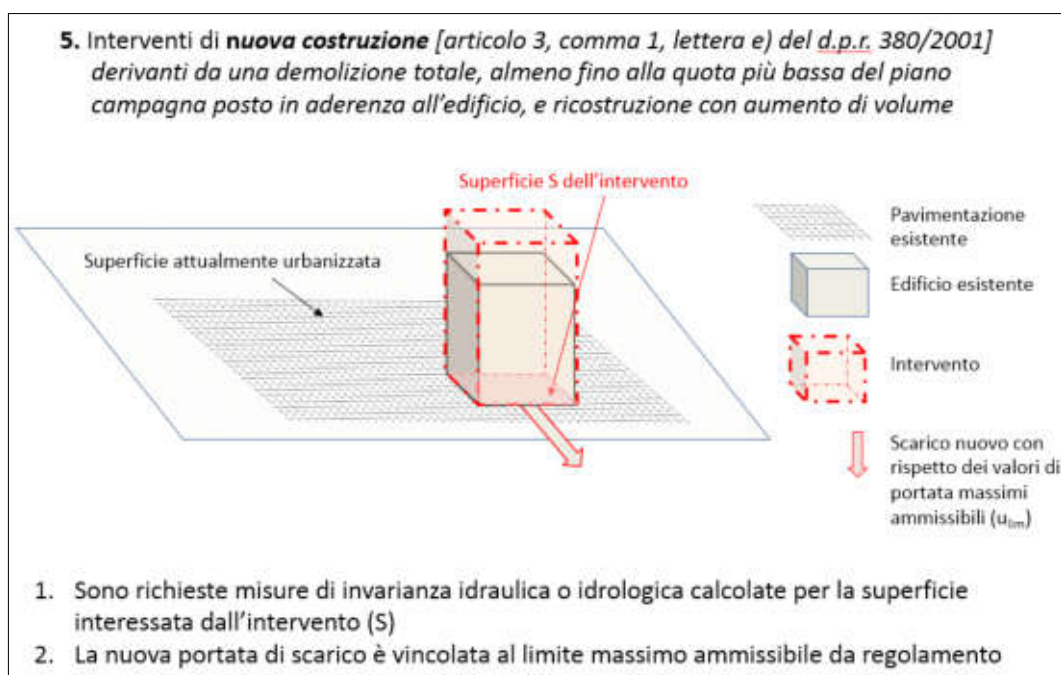 5. Interventi di nuova costruzione [articolo 3, comma 1, lettera e) del d.p.r. 380/2001]
derivanti da una demolizione totale, almeno fino alla quota più bassa del piano
campagna posto in aderenza all'edificio, e ricostruzione con aumento di volume
Superficie S dell'intervento
Superficie attualmente urbanizzata
Pavimentazione
esistente
Edificio esistente
Intervento
Scarico nuovo con
rispetto dei valori di
portata massimi
ammissibili (ulim)
1. Sono richieste misure di invarianza idraulica o idrologica calcolate per la superficie
interessata dall'intervento (S)
2. La nuova portata di scarico è vincolata al limite massimo ammissibile da regolamento